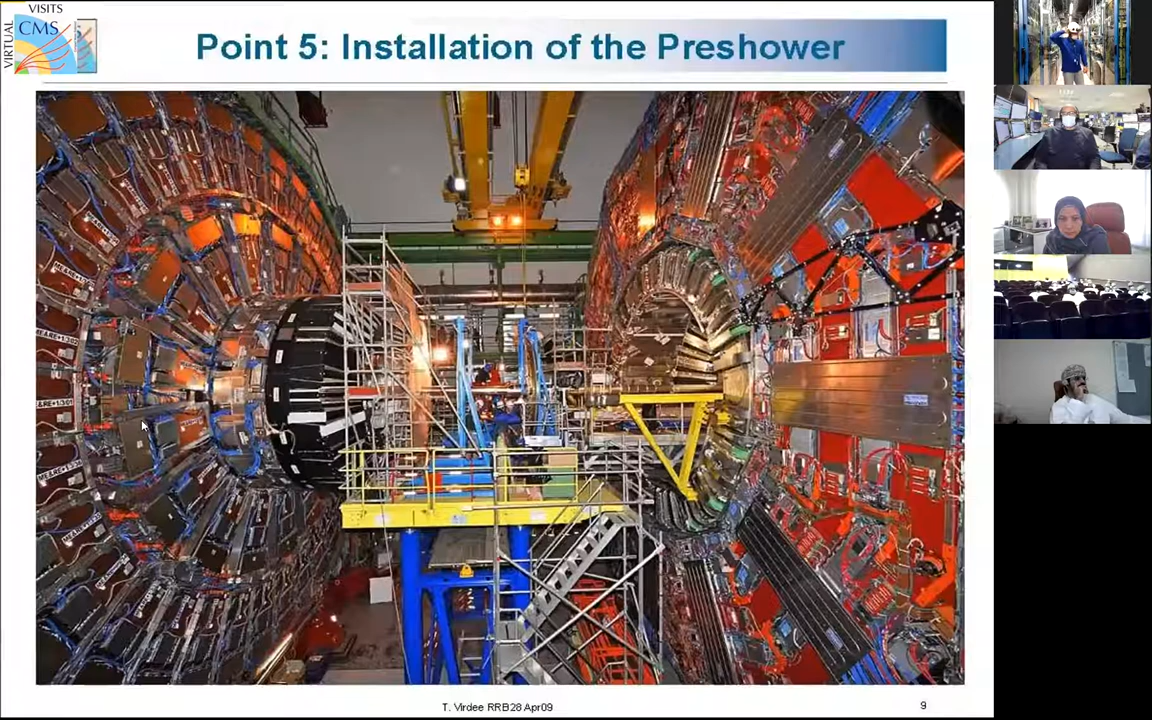 VISITS
VIRTUAL
CMS
Point 5: Installation of the Preshower
T. Virdee RRB28 Apr09
9